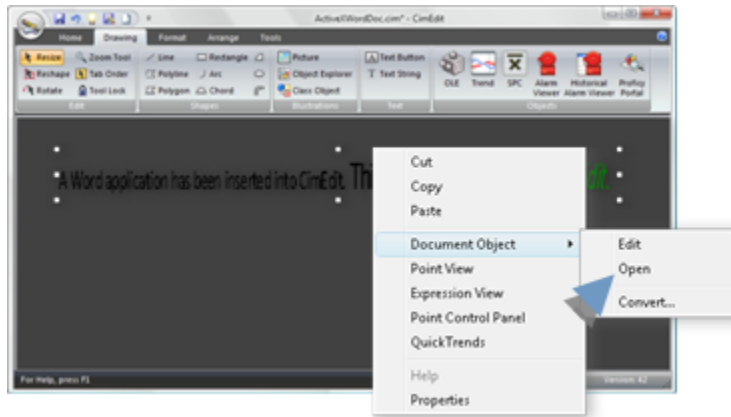 ActiveXWordDoc.cim* - CimEdit
Home Drawing Format Arrange Tools
Resize Zoom Tool Line Rectangle Picture Text Button
Reshape Tab Order Polyline Arc Object Explorer Text String
Rotate Tool Lock Polygon Chord Class Object
OLE Trend SPC Alarm Viewer Historical Alarm Viewer Proficy Portal
Edit Shapes Illustrations Text Objects
A Word application has been inserted into CimEdit. Thi
dit.
Cut
Copy
Paste
Document Object
Point View
Expression View
Point Control Panel
QuickTrends
Help
Properties
Edit
Open
Convert...
For Help, press F1
Version: 42